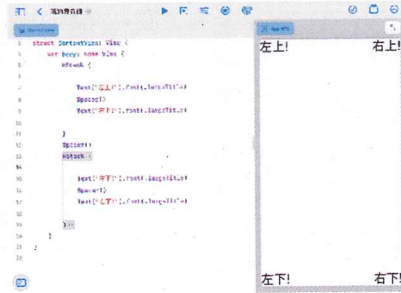 struct ContentView: View {
var body: some View {
HStack {
Text("左上!").font(.largeTitle)
Spacer()
Text("右上!").font(.largeTitle)
}
Spacer()
HStack {
Text("左下!").font(.largeTitle)
Spacer()
Text("右下!").font(.largeTitle)
}
}
}
左上!
右上!
左下!
右下!